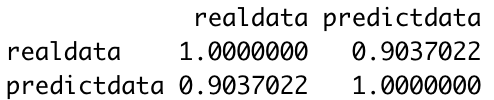 realdata predictdata
realdata 1.0000000 0.9037022
predictdata 0.9037022 1.0000000